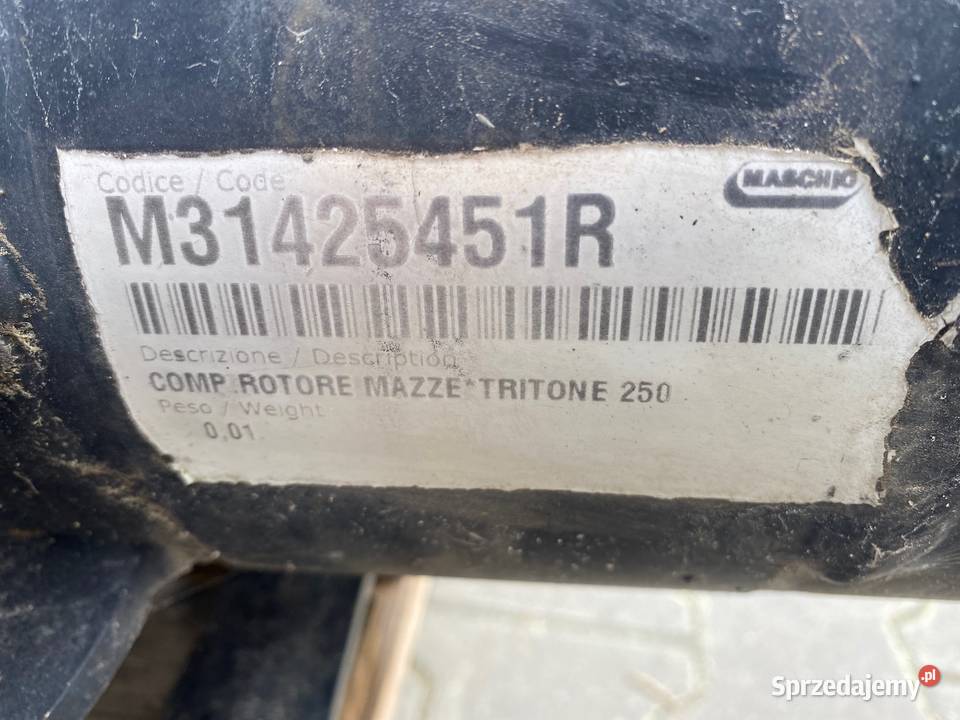 Codice / Code
MASCHIO
M31425451R
Descrizione / Description
COMP.ROTORE MAZZE*TRITONE 250
Peso / Weight
0,01
Sprzedajemy.pl